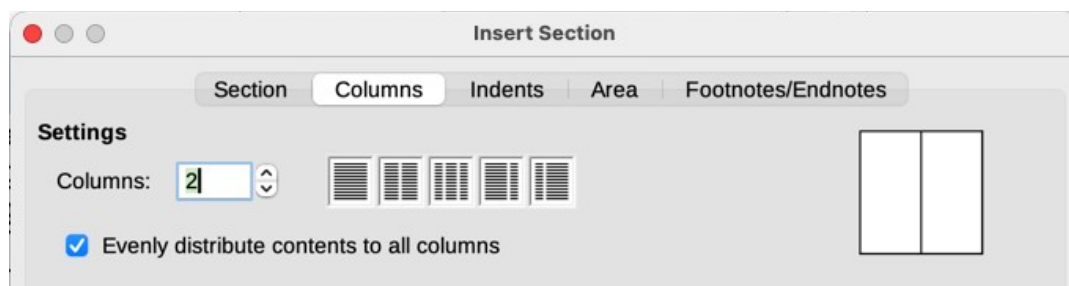 Insert Section
Section Columns Indents Area Footnotes/Endnotes
Settings
Columns: 2
Evenly distribute contents to all columns